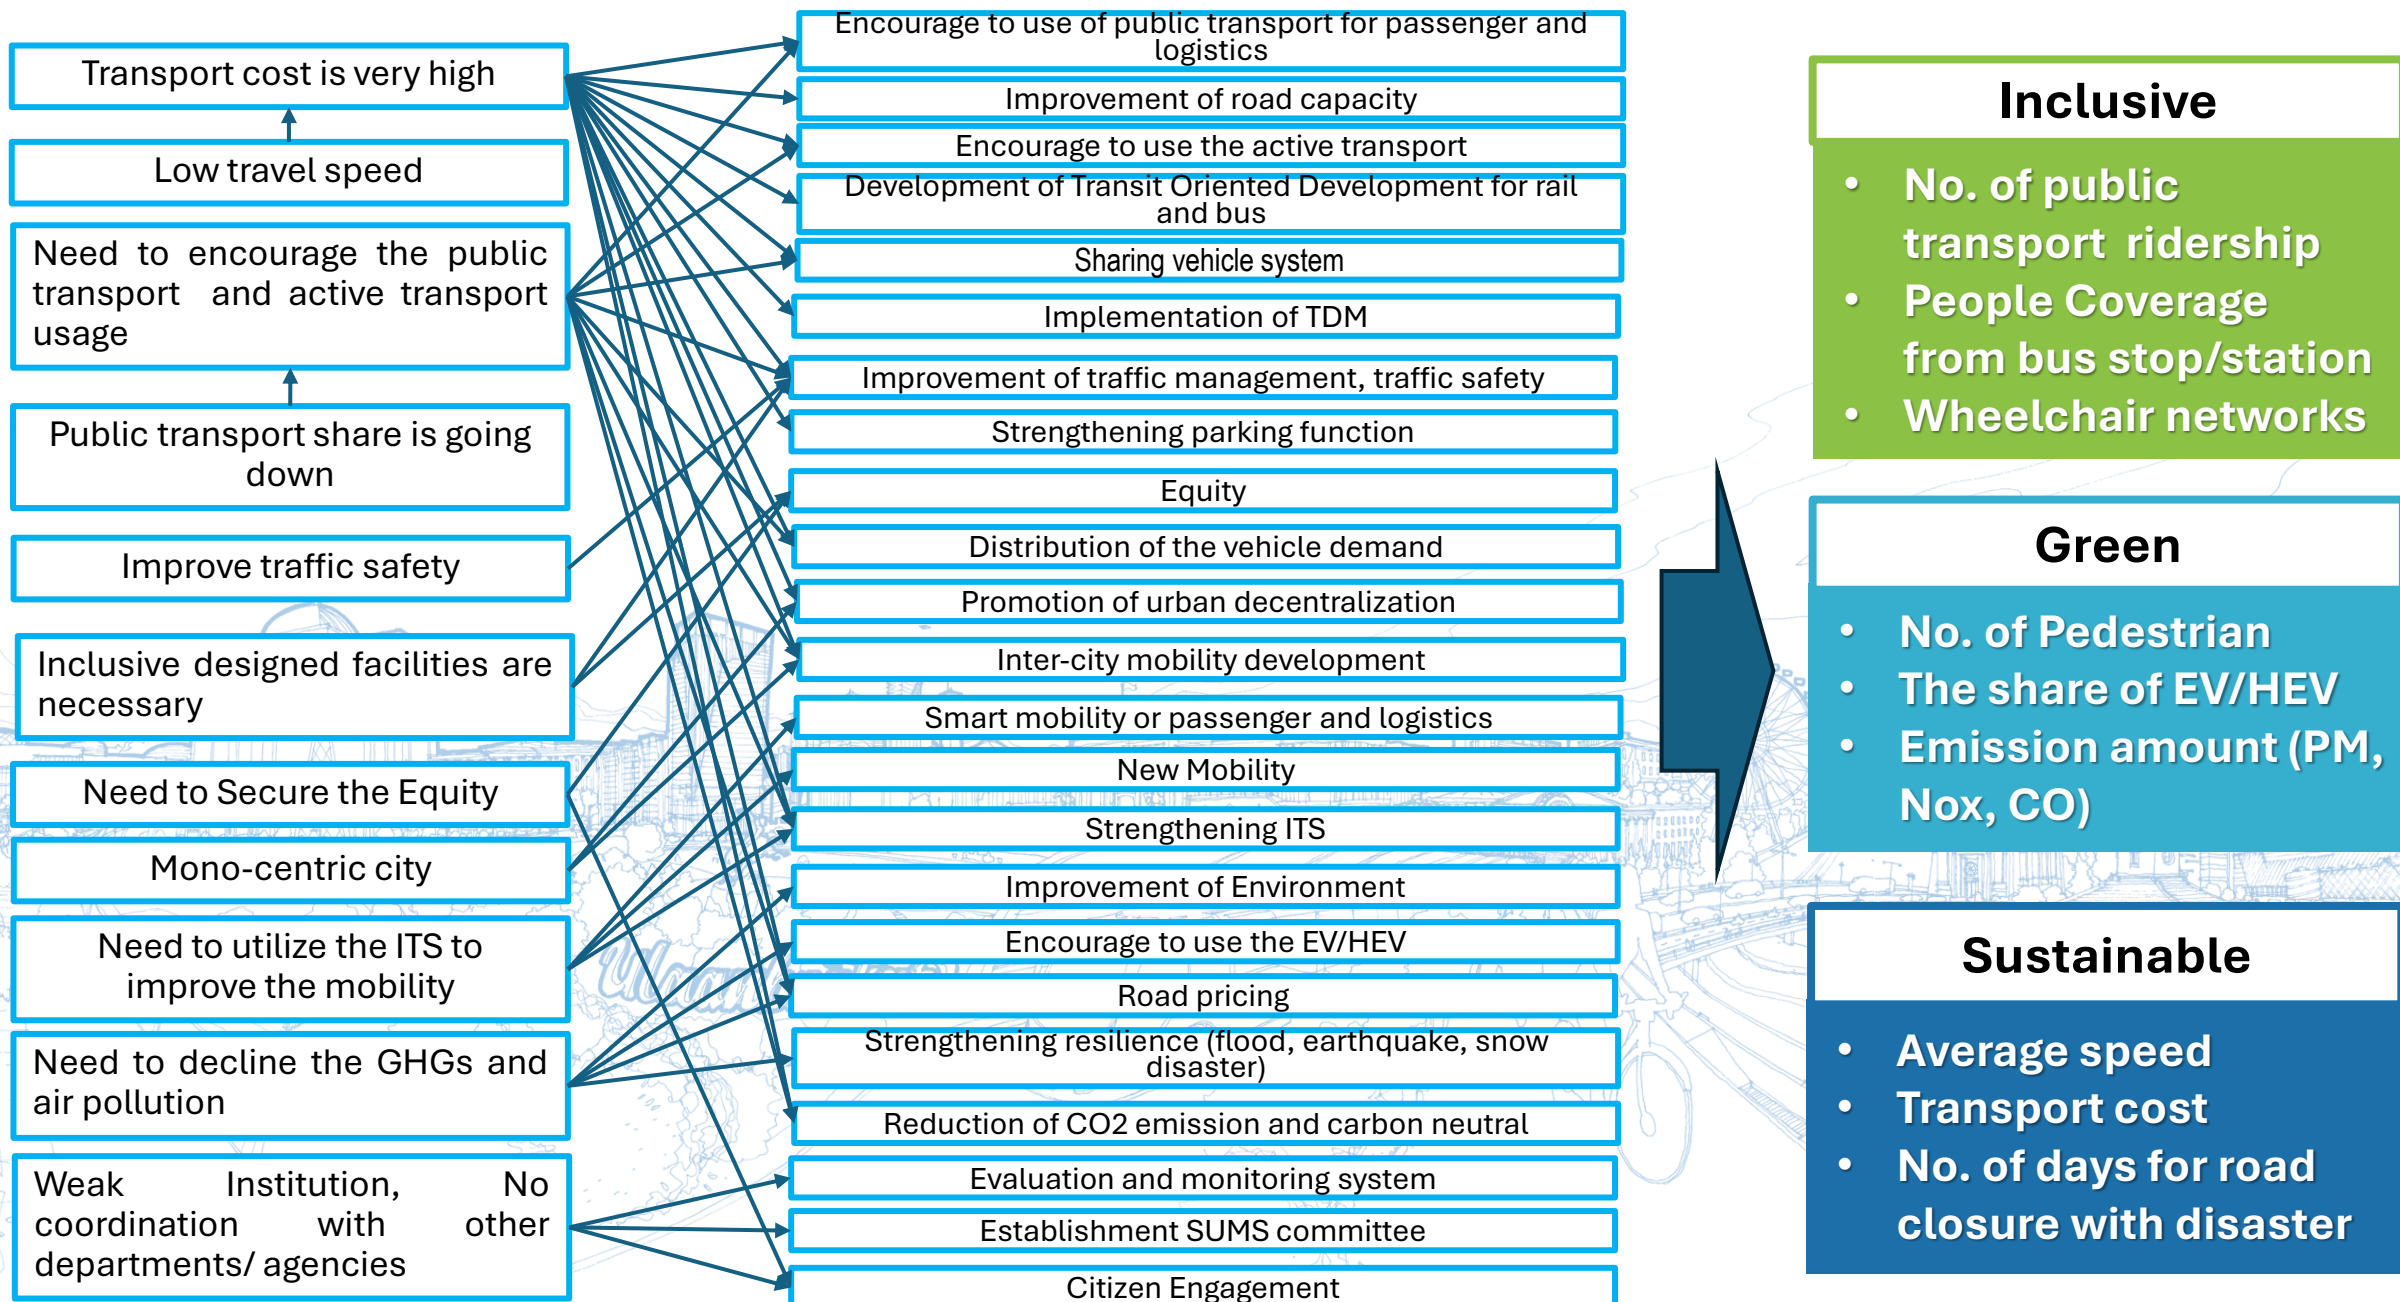 Transport cost is very high
Low travel speed
Need to encourage the public
transport and active transport
usage
Public transport share is going
down
Improve traffic safety
Inclusive designed facilities are
necessary
Need to Secure the Equity
Mono-centric city
Need to utilize the ITS to
improve the mobility
Need to decline the GHGs and
air pollution
Weak Institution, No
coordination with other
departments/ agencies
Encourage to use of public transport for passenger and
logistics
Improvement of road capacity
Encourage to use the active transport
Development of Transit Oriented Development for rail
and bus
Sharing vehicle system
Implementation of TDM
Improvement of traffic management, traffic safety
Strengthening parking function
Equity
Distribution of the vehicle demand
Promotion of urban decentralization
Inter-city mobility development
Smart mobility or passenger and logistics
New Mobility
Strengthening ITS
Improvement of Environment
Encourage to use the EV/HEV
Road pricing
Strengthening resilience (flood, earthquake, snow
disaster)
Reduction of CO2 emission and carbon neutral
Evaluation and monitoring system
Establishment SUMS committee
Citizen Engagement
Inclusive
• No. of public
transport ridership
• People Coverage
from bus stop/station
• Wheelchair networks
Green
• No. of Pedestrian
• The share of EV/HEV
• Emission amount (PM,
Nox, CO)
Sustainable
• Average speed
• Transport cost
• No. of days for road
closure with disaster